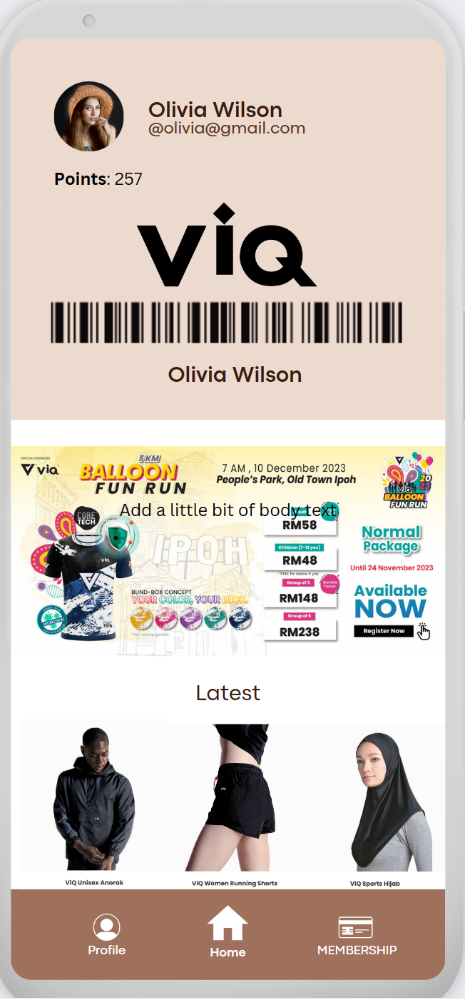 Olivia Wilson
@olivia@gmail.com
Points: 257
ViQ
Olivia Wilson
OFFICIAL ORGANIZER
ViQ
5KM
BALLOON
FUN RUN
7 AM , 10 December 2023
People's Park, Old Town Ipoh
ViQ
2023
BALLOON
FUN RUN
Add a little bit of body text
CORE
TECH
IPOH
ViQ
BLIND-BOX CONCEPT
YOUR COLOR, YOUR LUCK.
*Non-exchangeable
ANTIBACTERIAL
RM58
Children (7-12 yos)
RM48
*FREE for below 6 yos
Group of 3
Bundle
Ticket
RM148
Group of 5
RM238
Normal
Package
Until 24 November 2023
Available
NOW
Register Now
Latest
ViQ Unisex Anorak
ViQ Women Running Shorts
ViQ Sports Hijab
Profile
Home
MEMBERSHIP